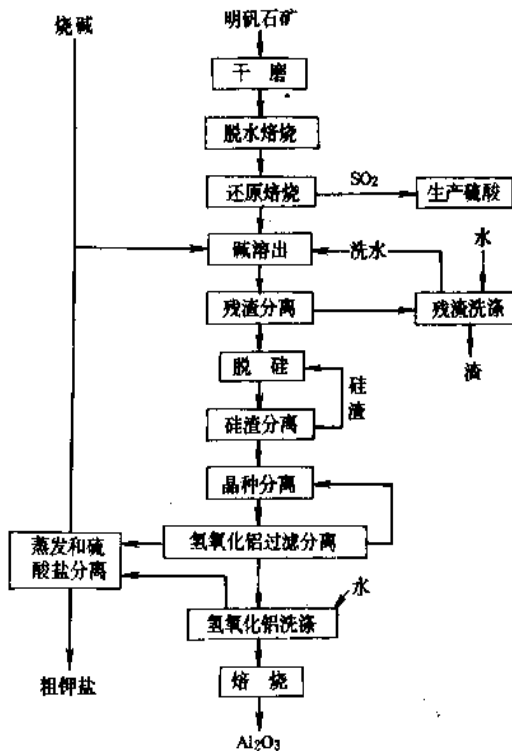 烧碱
明矾石矿
干 磨
脱水焙烧
还原焙烧
SO₂
生产硫酸
碱溶出
洗水
水
残渣分离
残渣洗涤
渣
脱 硅
硅渣
硅渣分离
晶种分离
氢氧化铝过滤分离
蒸发和硫
酸盐分离
水
氢氧化铝洗涤
粗钾盐
焙 烧
Al₂O₃